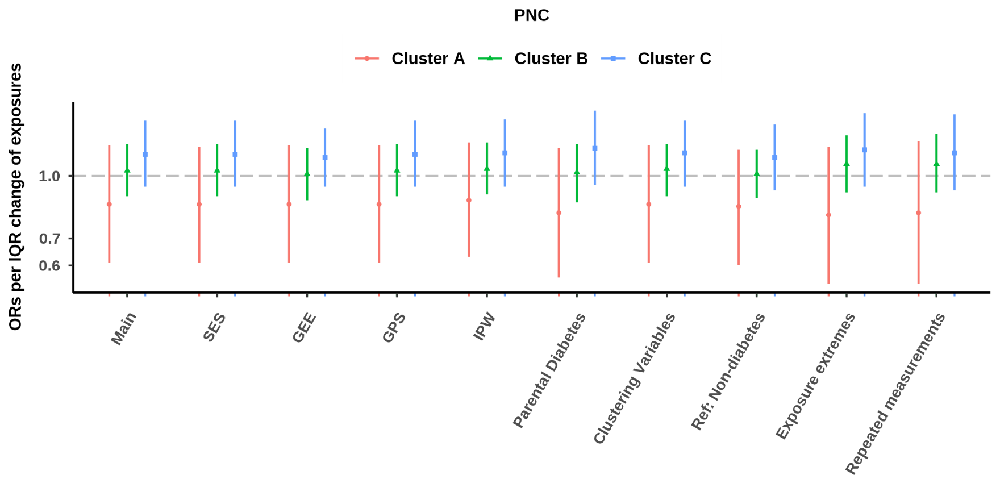 PNC
Cluster A Cluster B Cluster C
ORs per IQR change of exposures
1.0
0.7
0.6
Main
SES
GEE
GPS
IPW
Parental Diabetes
Clustering Variables
Ref: Non-diabetes
Exposure extremes
Repeated measurements